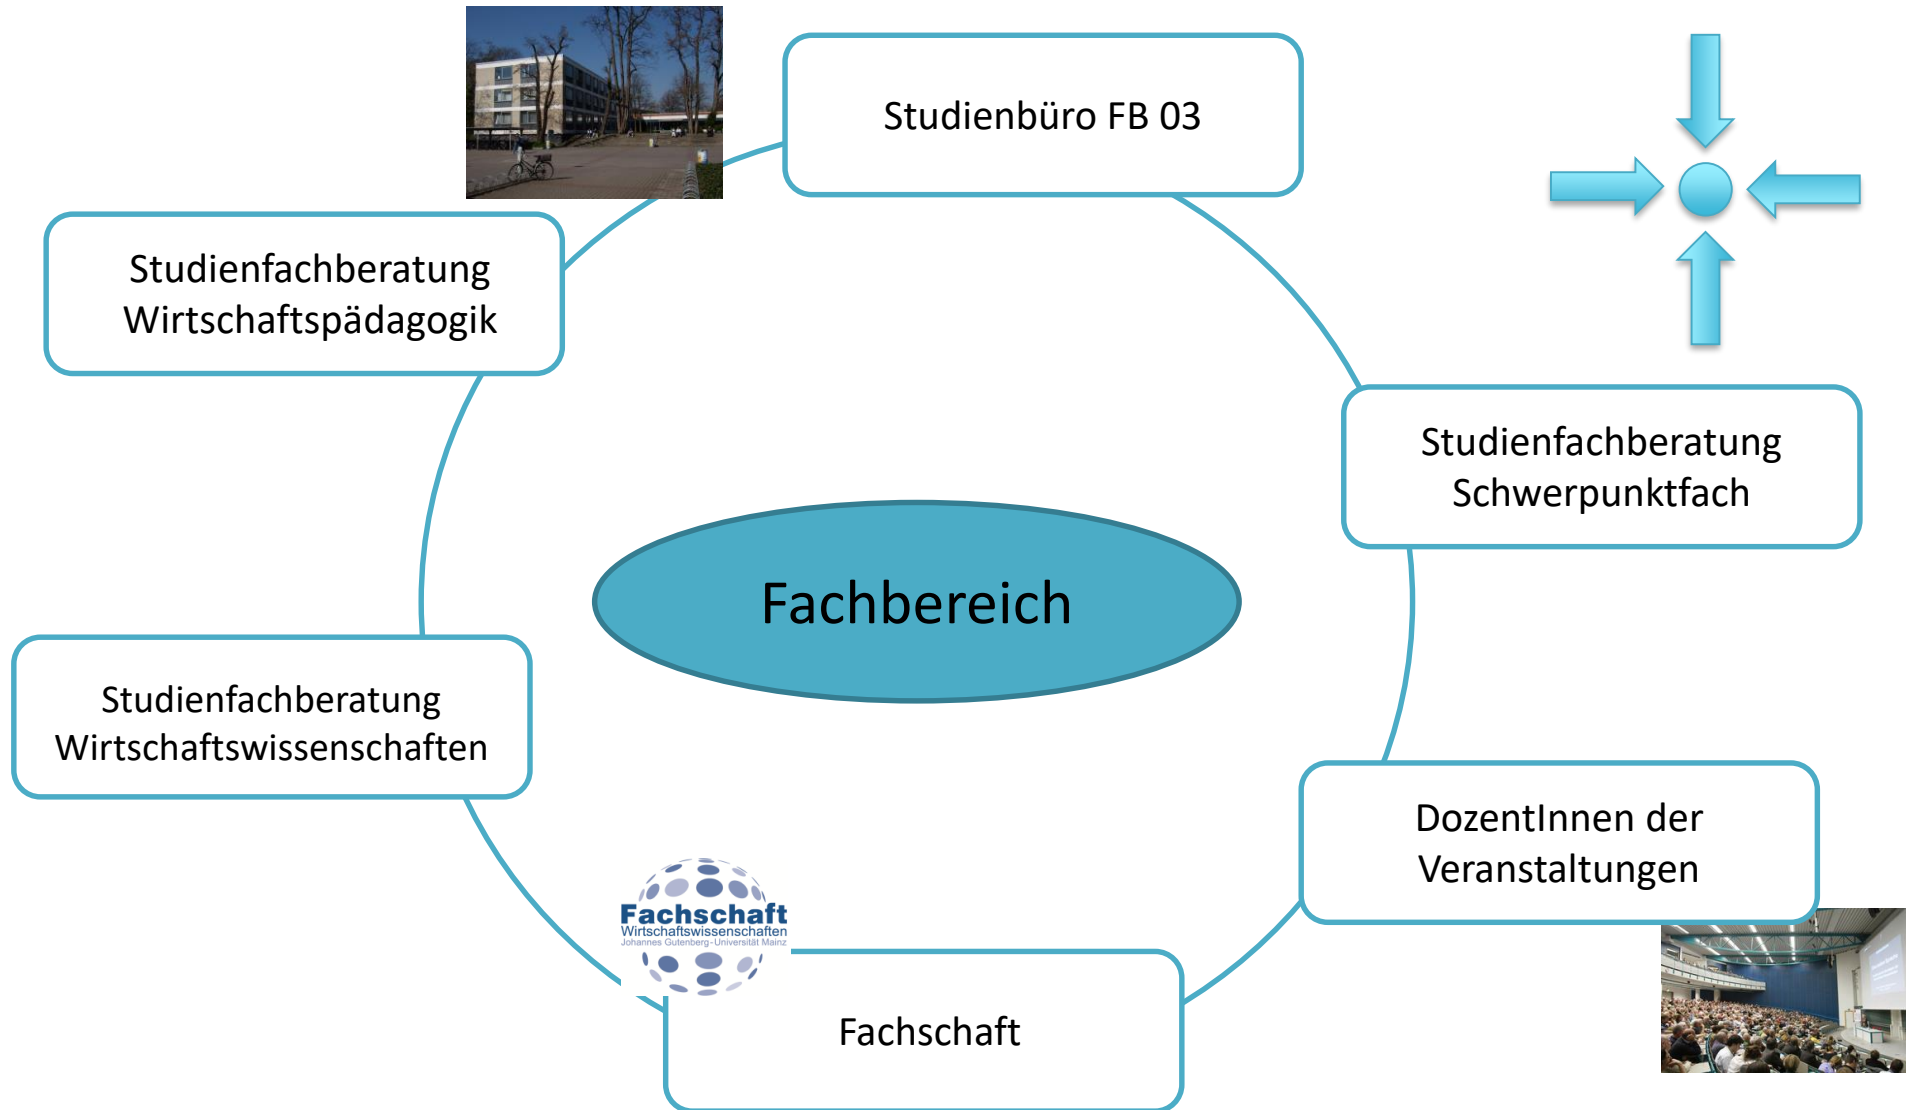 Studienbüro FB 03
Studienfachberatung
Wirtschaftspädagogik
Studienfachberatung
Schwerpunktfach
Fachbereich
Studienfachberatung
Wirtschaftswissenschaften
DozentInnen der
Veranstaltungen
Fachschaft
Wirtschaftswissenschaften
Johannes Gutenberg-Universität Mainz
Fachschaft